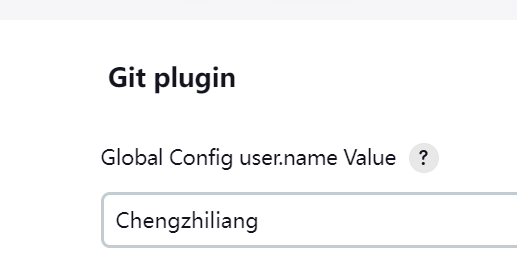 Git plugin
Global Config user.name Value ?
Chengzhiliang